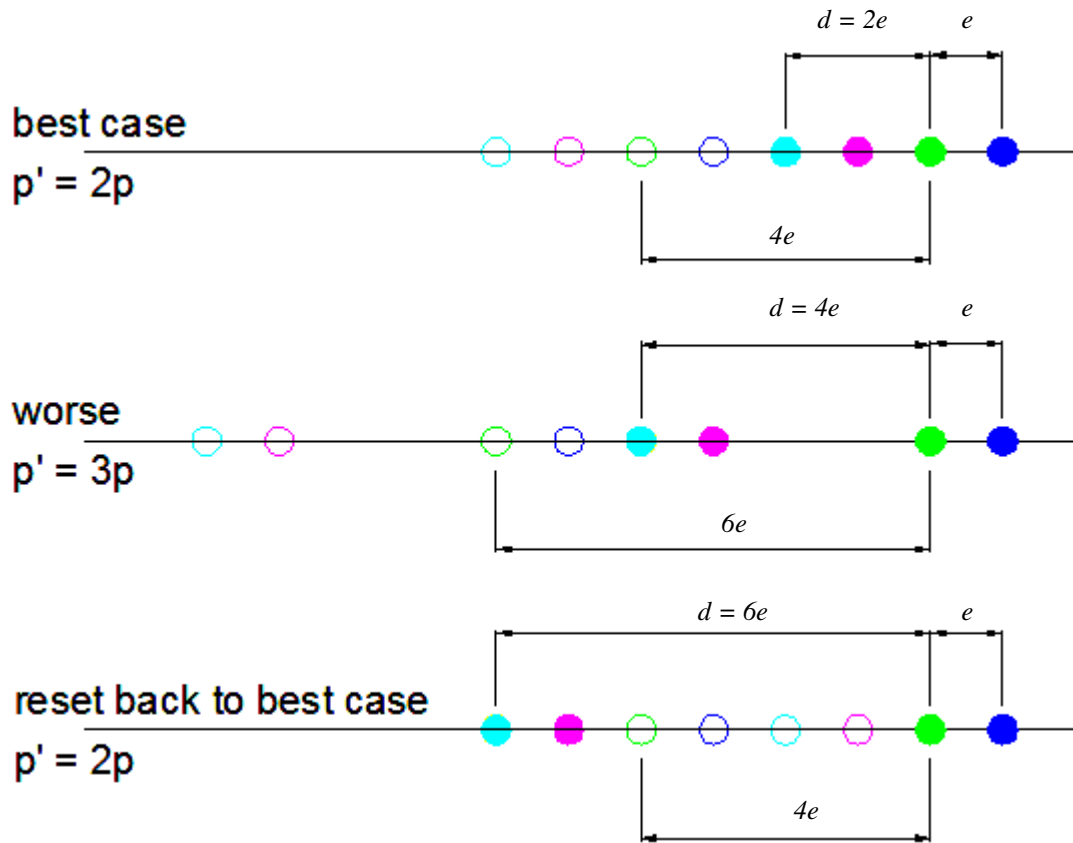 d = 2e
e
best case
p' = 2p
4e
d = 4e
e
worse
p' = 3p
6e
d = 6e
e
reset back to best case
p' = 2p
4e